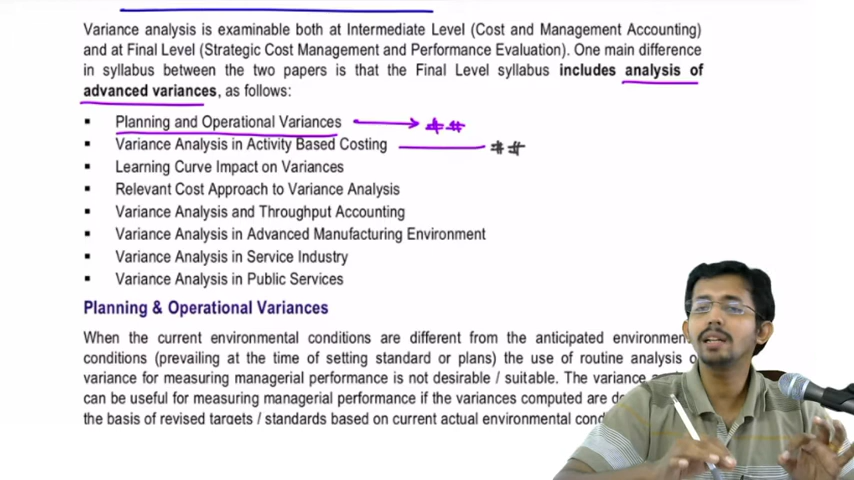 Variance analysis is examinable both at Intermediate Level (Cost and Management Accounting)
and at Final Level (Strategic Cost Management and Performance Evaluation). One main difference
in syllabus between the two papers is that the Final Level syllabus includes analysis of
advanced variances, as follows:
▪ Planning and Operational Variances ##
▪ Variance Analysis in Activity Based Costing ##
▪ Learning Curve Impact on Variances
▪ Relevant Cost Approach to Variance Analysis
▪ Variance Analysis and Throughput Accounting
▪ Variance Analysis in Advanced Manufacturing Environment
▪ Variance Analysis in Service Industry
▪ Variance Analysis in Public Services
Planning & Operational Variances
When the current environmental conditions are different from the anticipated
conditions (prevailing at the time of setting standard or plans) the use of routine analysis
variance for measuring managerial performance is not desirable / suitable. The variance
can be useful for measuring managerial performance if the variances computed are
the basis of revised targets / standards based on current actual environmental